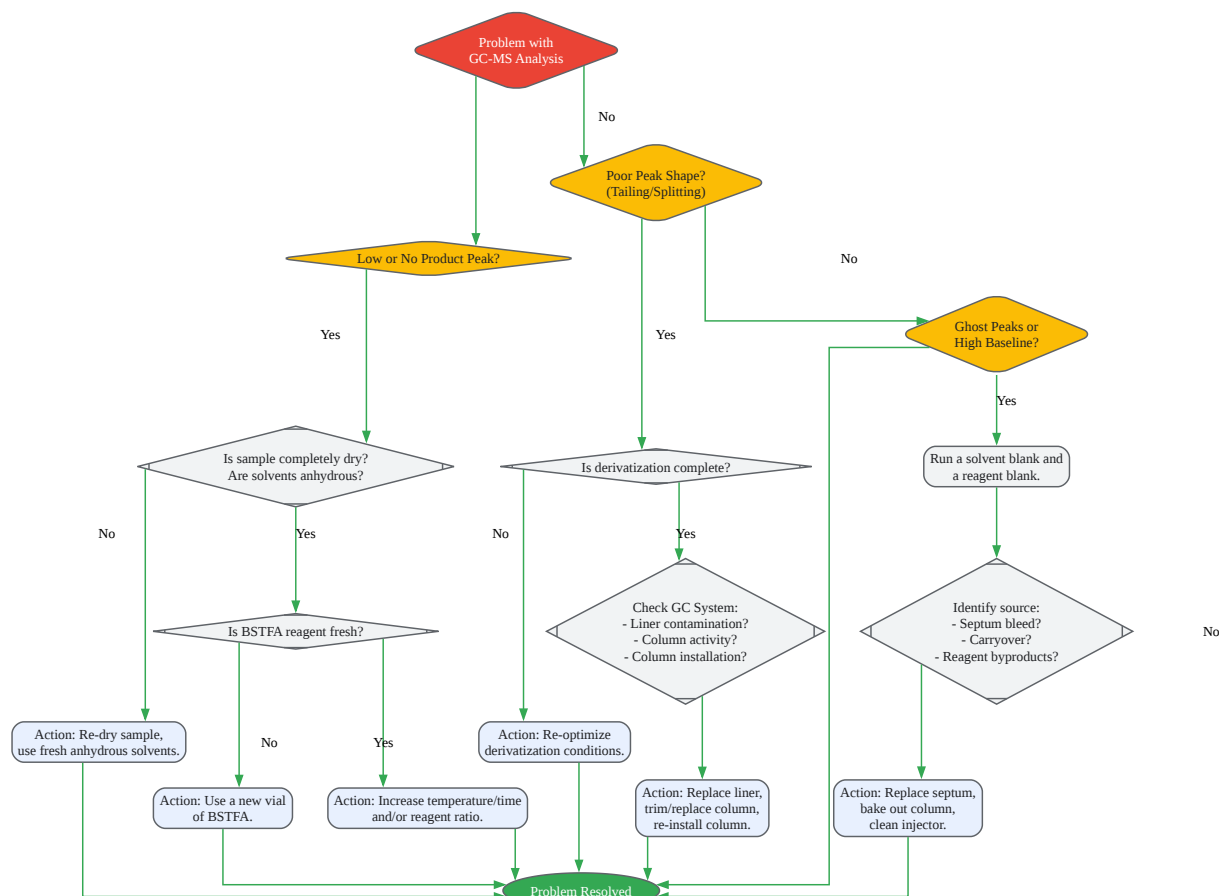 Problem with
GC-MS Analysis
No
Poor Peak Shape?
(Tailing/Splitting)
Low or No Product Peak?
No
Yes
Yes
Ghost Peaks or
High Baseline?
Yes
Is sample completely dry?
Are solvents anhydrous?
Is derivatization complete?
Run a solvent blank and
a reagent blank.
No
Yes
No
Yes
Is BSTFA reagent fresh?
Check GC System:
- Liner contamination?
- Column activity?
- Column installation?
Identify source:
- Septum bleed?
- Carryover?
- Reagent byproducts?
No
Action: Re-dry sample,
use fresh anhydrous solvents.
No
Yes
Action: Re-optimize
derivatization conditions.
Action: Use a new vial
of BSTFA.
Action: Increase temperature/time
and/or reagent ratio.
Action: Replace liner,
trim/replace column,
re-install column.
Action: Replace septum,
bake out column,
clean injector.
Problem Resolved